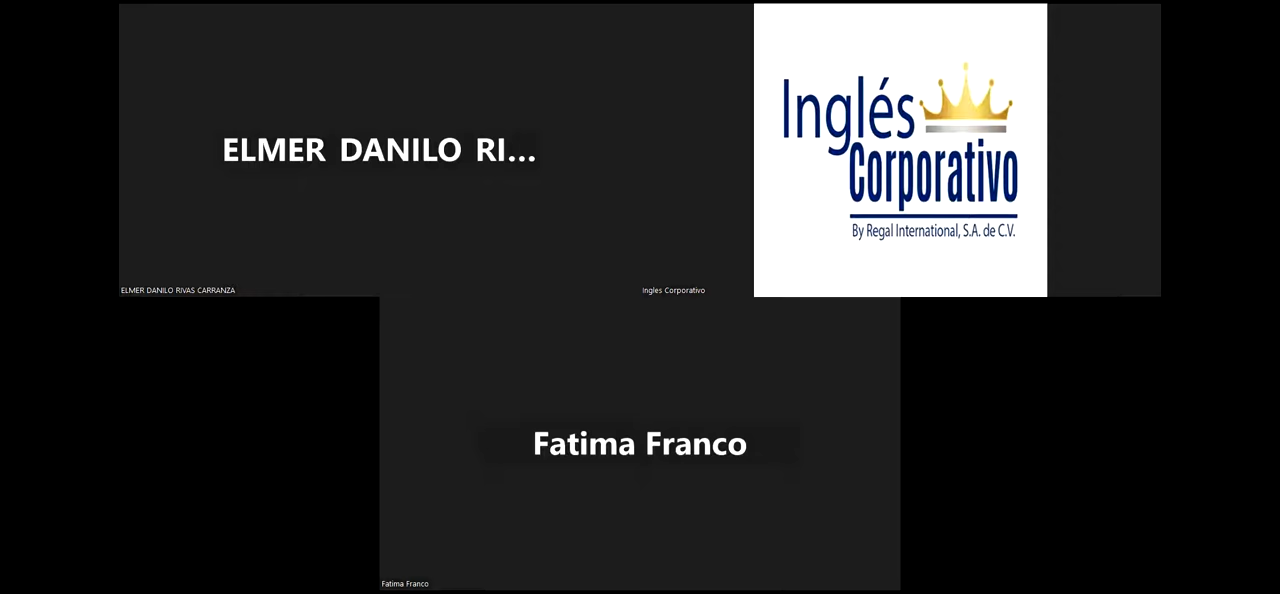 ELMER DANILO RI...
ELMER DANILO RIVAS CARRANZA
Inglés
Corporativo
By Regal International, S.A. de C.V.
Ingles Corporativo
Fatima Franco
Fatima Franco